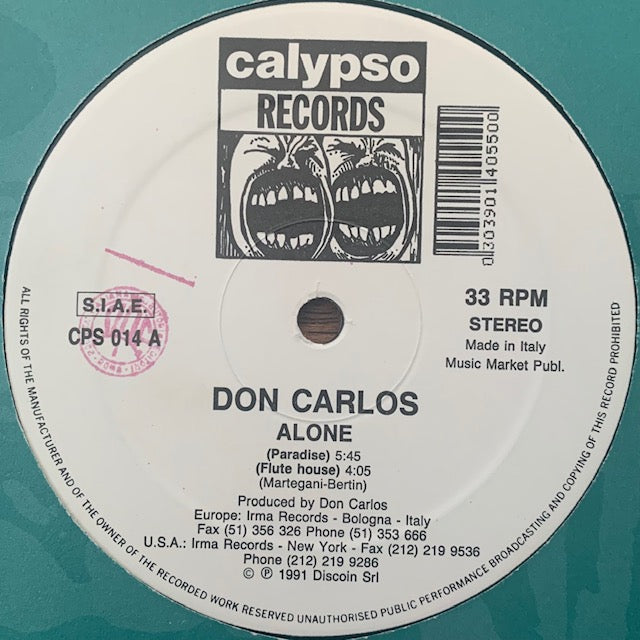 calypso
RECORDS
0 303901 405500
S.I.A.E.
CPS 014 A
33 RPM
STEREO
Made in Italy
Music Market Publ.
DON CARLOS
ALONE
(Paradise) 5:45
(Flute house) 4:05
(Martegani-Bertin)
Produced by Don Carlos
Europe: Irma Records - Bologna - Italy
Fax (51) 356 326 Phone (51) 353 666
U.S.A.: Irma Records - New York - Fax (212) 219 9536
Phone (212) 219 9286
© ℗ 1991 Discoin Srl
ALL RIGHTS OF THE MANUFACTURER AND OF THE OWNER OF THE RECORDED WORK RESERVED UNAUTHORISED PUBLIC PERFORMANCE BROADCASTING AND COPYING OF THIS RECORD PROHIBITED